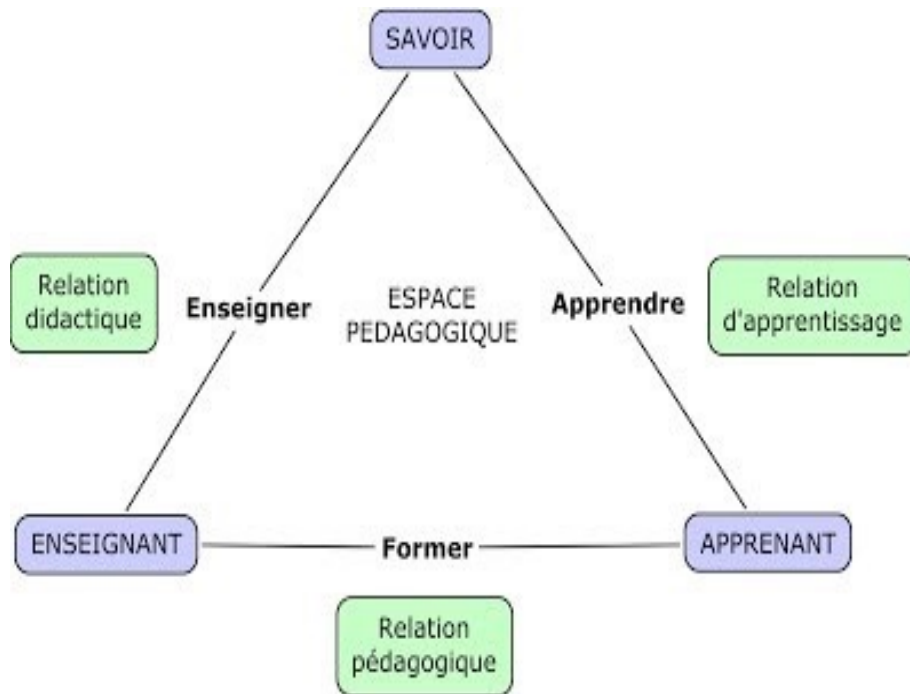 SAVOIR
Relation
didactique
Enseigner
ESPACE
PEDAGOGIQUE
Apprendre
Relation
d'apprentissage
ENSEIGNANT
Former
APPRENANT
Relation
pédagogique